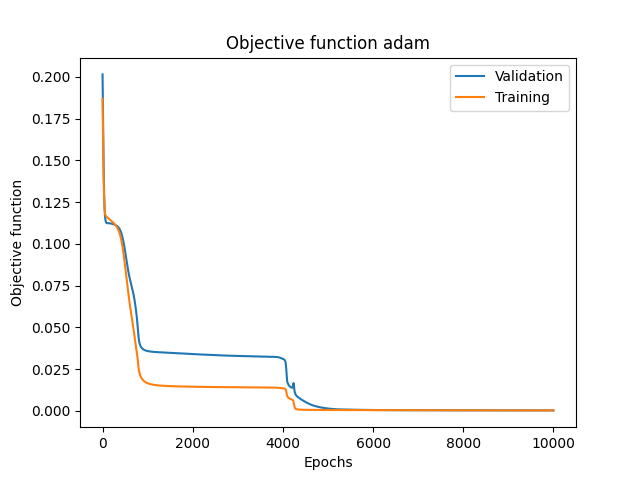 Objective function adam
Validation
Training
0.200
0.175
0.150
0.125
0.100
0.075
0.050
0.025
0.000
Objective function
0 2000 4000 6000 8000 10000
Epochs